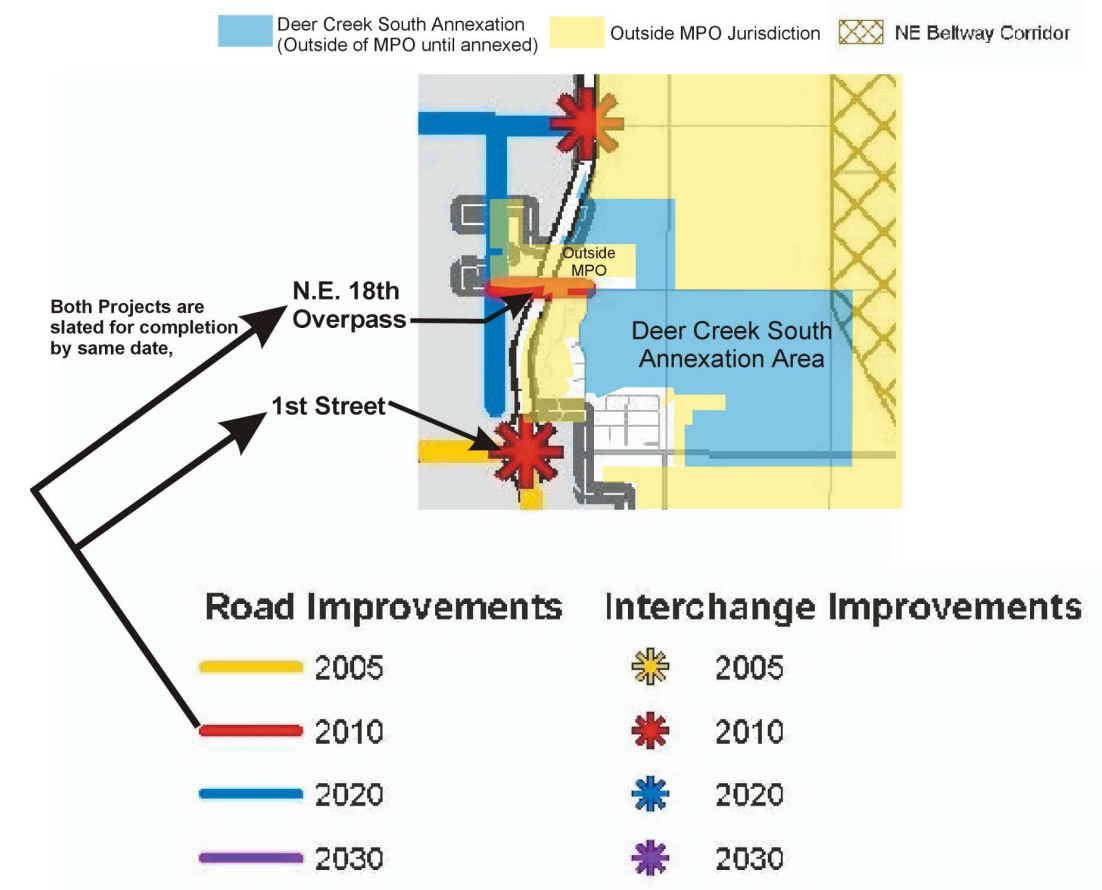 Deer Creek South Annexation
(Outside of MPO until annexed)
Outside MPO Jurisdiction
NE Beltway Corridor
Outside
MPO
N.E. 18th
Overpass
Both Projects are
slated for completion
by same date,
Deer Creek South
Annexation Area
1st Street
Road Improvements
2005
2010
2020
2030
Interchange Improvements
2005
2010
2020
2030